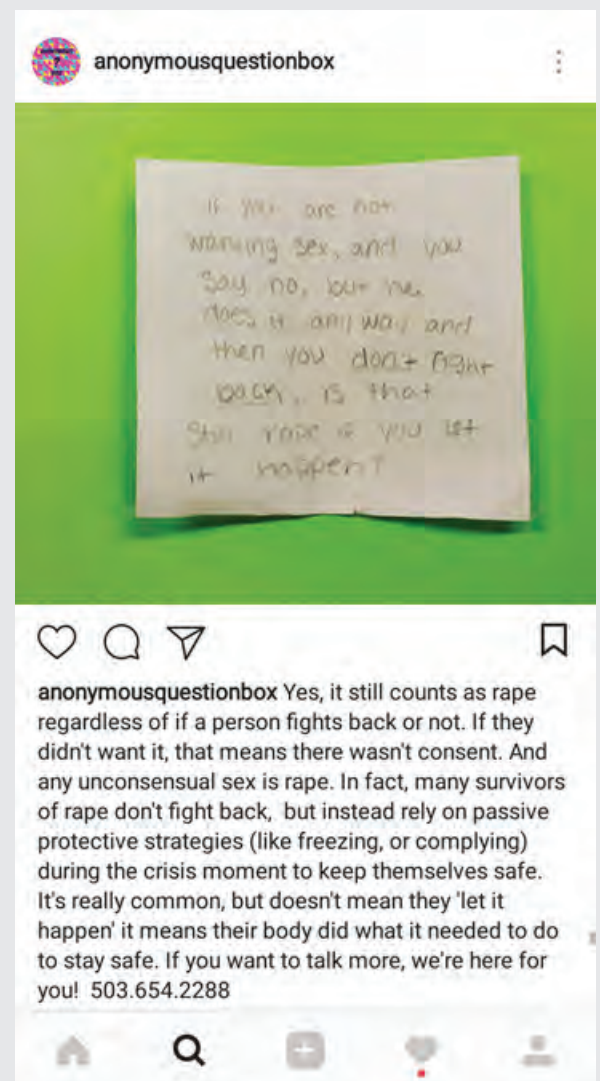 anonymousquestionbox
If you are not
wanting sex, and you
say no, but he
does it anyway and
then you don't fight
back, is that
still rape if you let
it happen?
anonymousquestionbox Yes, it still counts as rape
regardless of if a person fights back or not. If they
didn't want it, that means there wasn't consent. And
any unconsensual sex is rape. In fact, many survivors
of rape don't fight back,  but instead rely on passive
protective strategies (like freezing, or complying)
during the crisis moment to keep themselves safe.
It's really common, but doesn't mean they 'let it
happen' it means their body did what it needed to do
to stay safe. If you want to talk more, we're here for
you!  503.654.2288